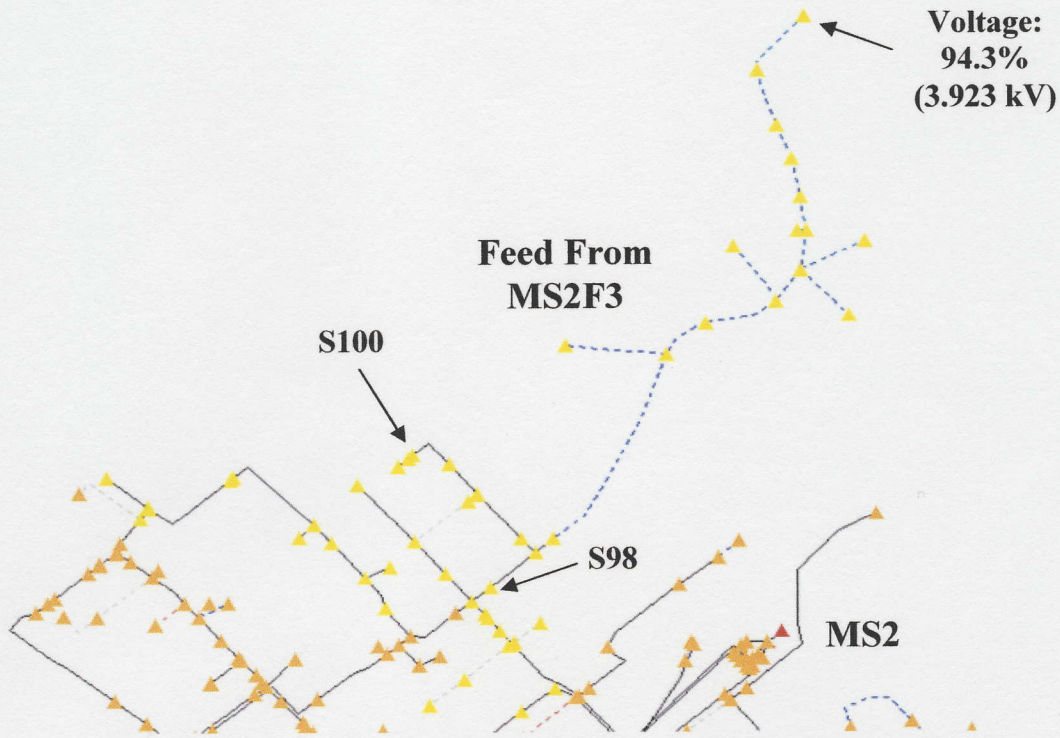 Voltage:
94.3%
(3.923 kV)
Feed From
MS2F3
S100
S98
MS2